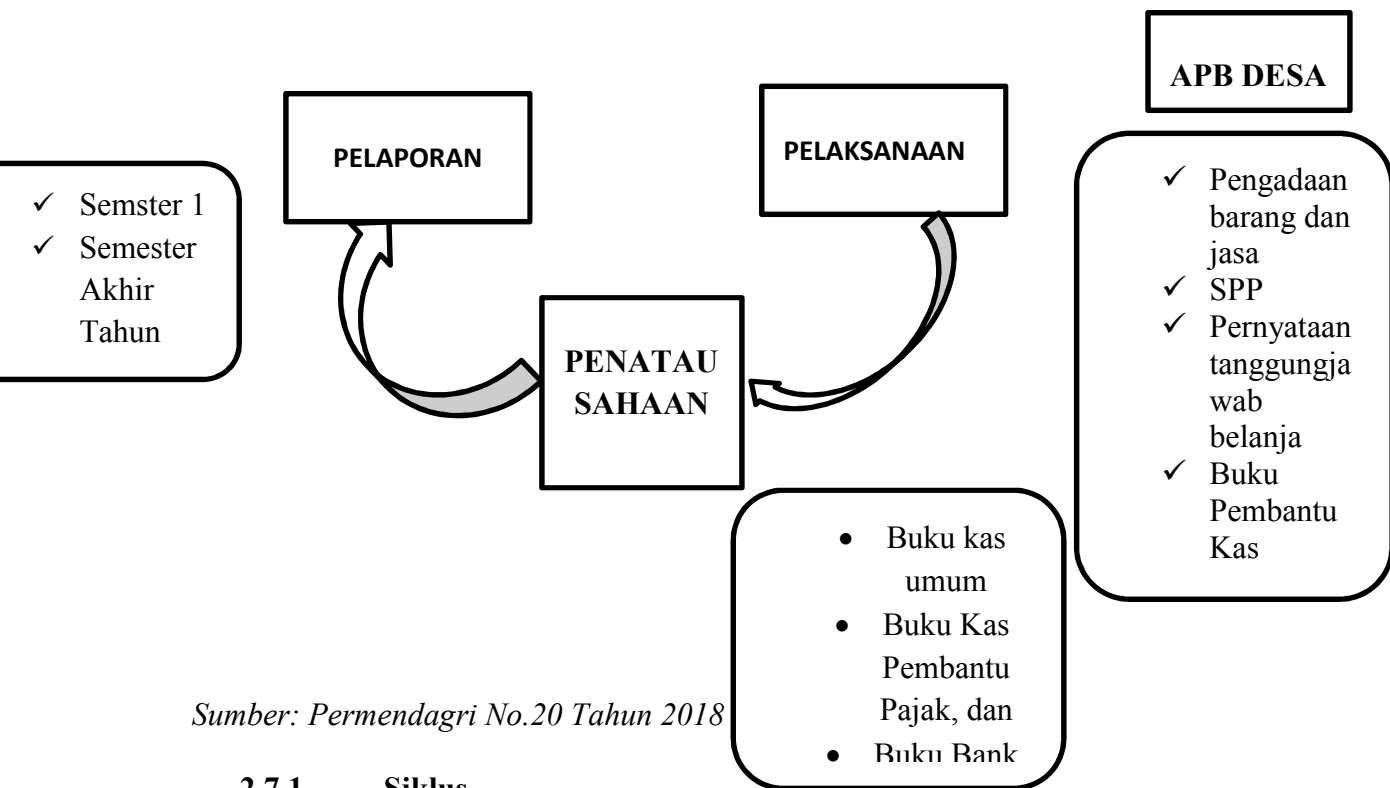 APB DESA
PELAPORAN
PELAKSANAAN
✓ Semster 1
✓ Semester
Akhir
Tahun
✓ Pengadaan
barang dan
jasa
✓ SPP
✓ Pernyataan
tanggungja
wab
belanja
✓ Buku
Pembantu
Kas
PENATAU
SAHAAN
• Buku kas
umum
• Buku Kas
Pembantu
Pajak, dan
• Buku Bank
Sumber: Permendagri No.20 Tahun 2018
2.7.1 Siklus